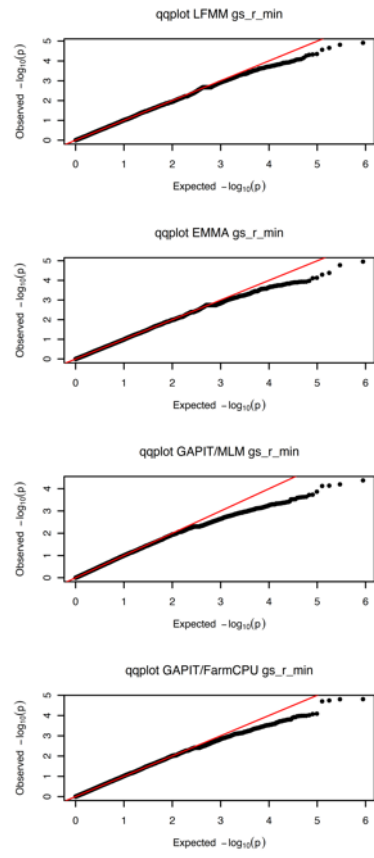 qqplot LFMM gs_r_min
5
4
3
2
1
0
Observed −log10(p)
0 1 2 3 4 5 6
Expected −log10(p)
qqplot EMMA gs_r_min
5
4
3
2
1
0
Observed −log10(p)
0 1 2 3 4 5 6
Expected −log10(p)
qqplot GAPIT/MLM gs_r_min
4
3
2
1
0
Observed −log10(p)
0 1 2 3 4 5 6
Expected −log10(p)
qqplot GAPIT/FarmCPU gs_r_min
5
4
3
2
1
0
Observed −log10(p)
0 1 2 3 4 5 6
Expected −log10(p)